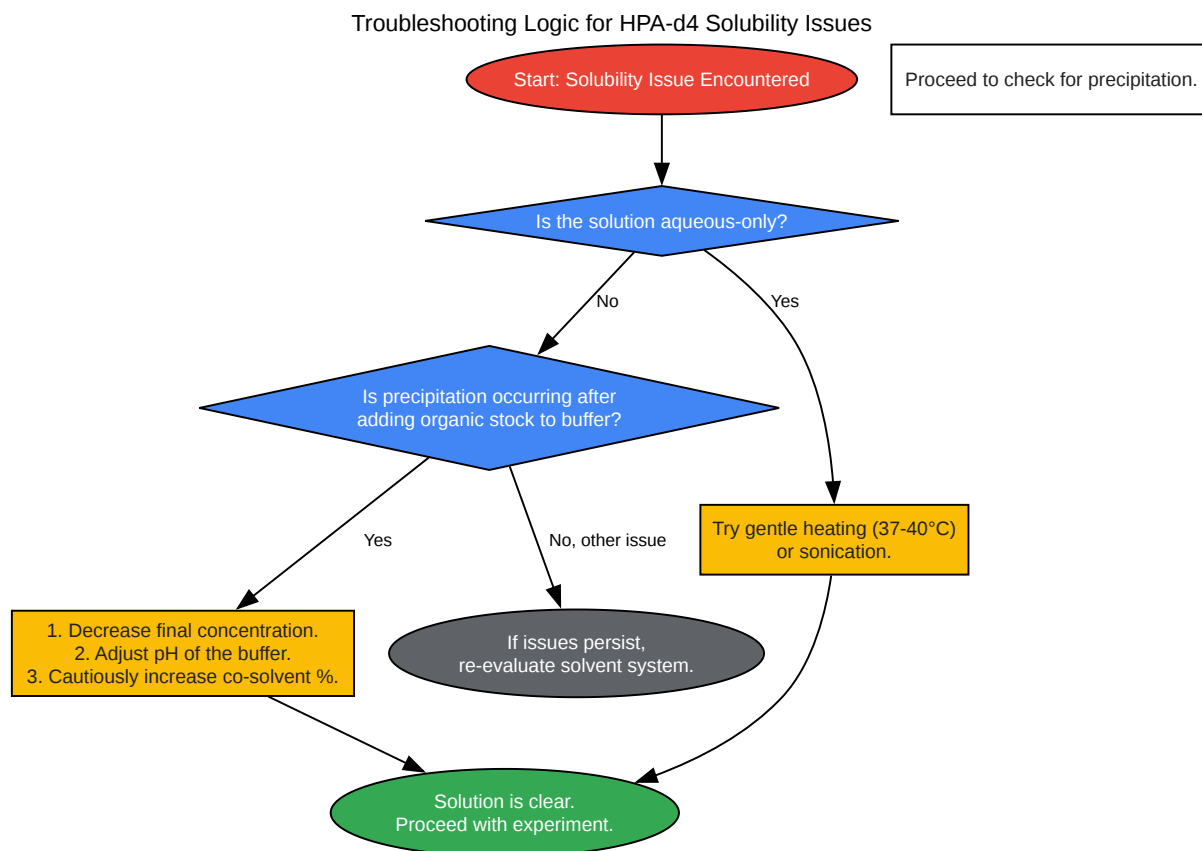 Troubleshooting Logic for HPA-d4 Solubility Issues
Start: Solubility Issue Encountered
Proceed to check for precipitation.
Is the solution aqueous-only?
No
Yes
Is precipitation occurring after
adding organic stock to buffer?
Yes
No, other issue
Try gentle heating (37-40°C)
or sonication.
1. Decrease final concentration.
2. Adjust pH of the buffer.
3. Cautiously increase co-solvent %.
If issues persist,
re-evaluate solvent system.
Solution is clear.
Proceed with experiment.